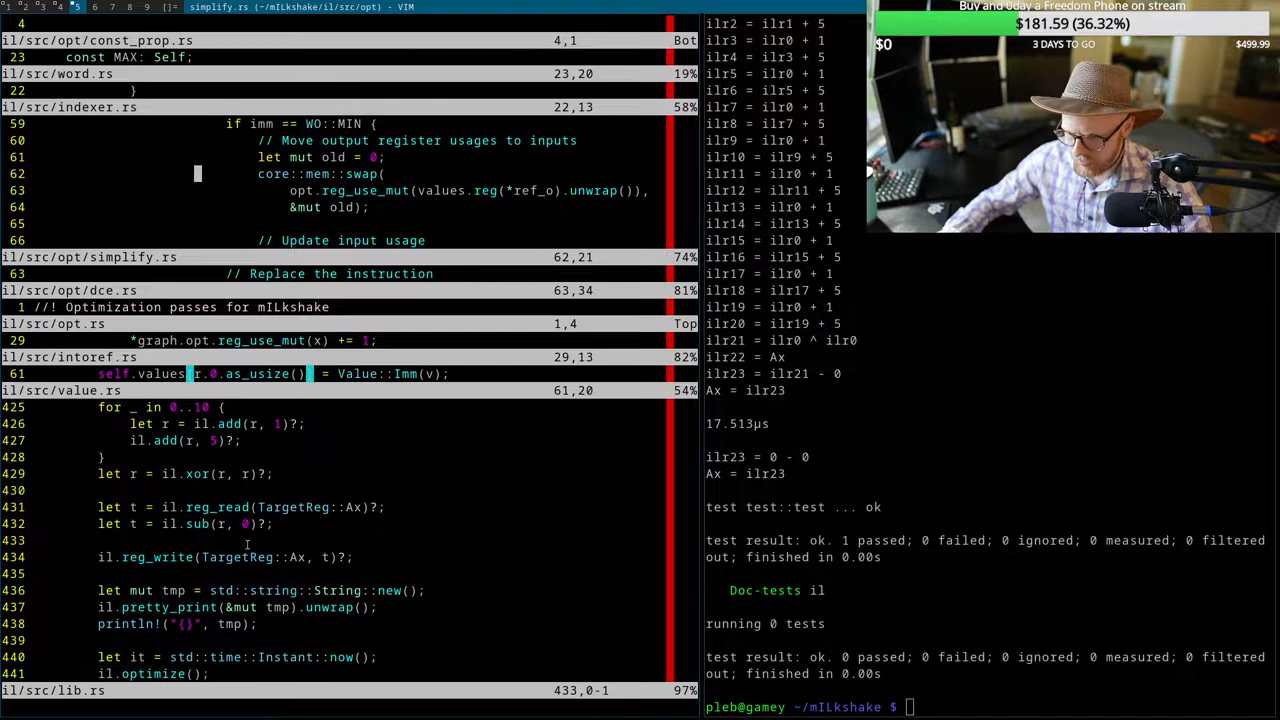 1 2 3 4 5 6 7 8 9 []= simplify.rs (~/mILkshake/il/src/opt) - VIM
4
il/src/opt/const_prop.rs 4,1 Bot
23 const MAX: Self;
il/src/word.rs 23,20 19%
22 }
il/src/indexer.rs 22,13 58%
59 if imm == WO::MIN {
60 // Move output register usages to inputs
61 let mut old = 0;
62 core::mem::swap(
63 opt.reg_use_mut(values.reg(*ref_o).unwrap()),
64 &mut old);
65
66 // Update input usage
il/src/opt/simplify.rs 62,21 74%
63 // Replace the instruction
il/src/opt/dce.rs 63,34 81%
1 //! Optimization passes for mILkshake
il/src/opt.rs 1,4 Top
29 *graph.opt.reg_use_mut(x) += 1;
il/src/intoref.rs 29,13 82%
61 self.values[r.0.as_usize()] = Value::Imm(v);
il/src/value.rs 61,20 54%
425 for _ in 0..10 {
426 let r = il.add(r, 1)?;
427 il.add(r, 5)?;
428 }
429 let r = il.xor(r, r)?;
430
431 let t = il.reg_read(TargetReg::Ax)?;
432 let t = il.sub(r, 0)?;
433
434 il.reg_write(TargetReg::Ax, t)?;
435
436 let mut tmp = std::string::String::new();
437 il.pretty_print(&mut tmp).unwrap();
438 println!("{}", tmp);
439
440 let it = std::time::Instant::now();
441 il.optimize();
il/src/lib.rs 433,0-1 97%
ilr2 = ilr1 + 5
ilr3 = ilr0 + 1
ilr4 = ilr3 + 5
ilr5 = ilr0 + 1
ilr6 = ilr5 + 5
ilr7 = ilr0 + 1
ilr8 = ilr7 + 5
ilr9 = ilr0 + 1
ilr10 = ilr9 + 5
ilr11 = ilr0 + 1
ilr12 = ilr11 + 5
ilr13 = ilr0 + 1
ilr14 = ilr13 + 5
ilr15 = ilr0 + 1
ilr16 = ilr15 + 5
ilr17 = ilr0 + 1
ilr18 = ilr17 + 5
ilr19 = ilr0 + 1
ilr20 = ilr19 + 5
ilr21 = ilr0 ^ ilr0
ilr22 = Ax
ilr23 = ilr21 - 0
Ax = ilr23
17.513µs
ilr23 = 0 - 0
Ax = ilr23
test test::test ... ok
test result: ok. 1 passed; 0 failed; 0 ignored; 0 measured; 0 filtered
out; finished in 0.00s
Doc-tests il
running 0 tests
test result: ok. 0 passed; 0 failed; 0 ignored; 0 measured; 0 filtered
out; finished in 0.00s
pleb@gamey ~/mILkshake $
Buy and 0day a Freedom Phone on stream
$181.59 (36.32%)
$0 3 DAYS TO GO $499.99